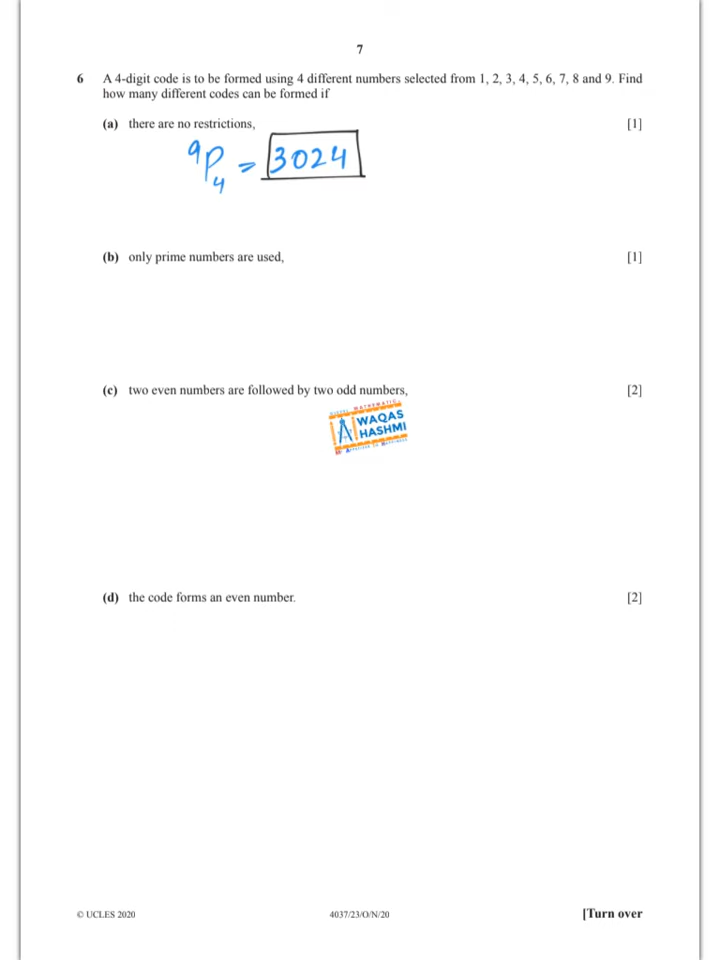 7
6 A 4-digit code is to be formed using 4 different numbers selected from 1, 2, 3, 4, 5, 6, 7, 8 and 9. Find
how many different codes can be formed if
(a) there are no restrictions, [1]
⁹P₄ = 3024
(b) only prime numbers are used, [1]
(c) two even numbers are followed by two odd numbers, [2]
MATHEMATIC
WAQAS
HASHMI
(d) the code forms an even number. [2]
© UCLES 2020 4037/23/O/N/20 [Turn over